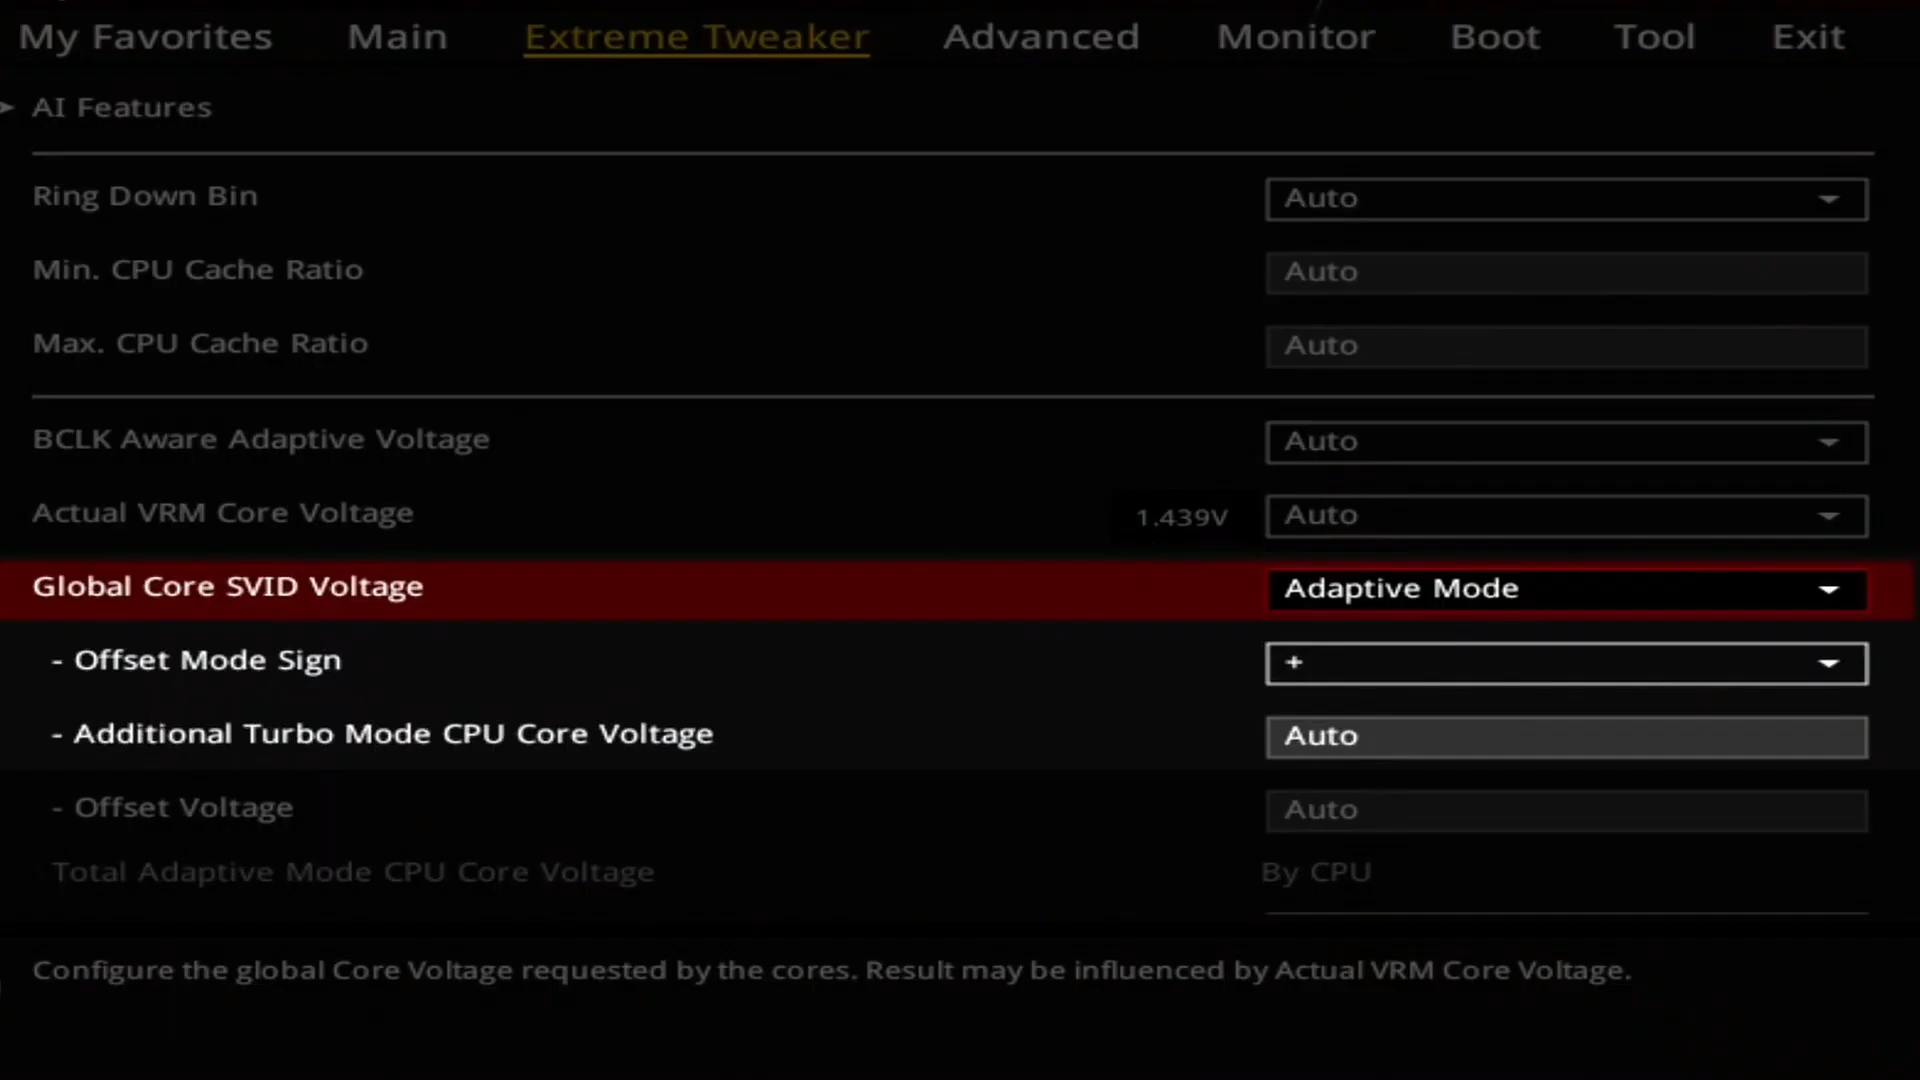 My Favorites Main Extreme Tweaker Advanced Monitor Boot Tool Exit
AI Features
Ring Down Bin Auto
Min. CPU Cache Ratio Auto
Max. CPU Cache Ratio Auto
BCLK Aware Adaptive Voltage Auto
Actual VRM Core Voltage 1.439V Auto
Global Core SVID Voltage Adaptive Mode
- Offset Mode Sign +
- Additional Turbo Mode CPU Core Voltage Auto
- Offset Voltage Auto
Total Adaptive Mode CPU Core Voltage By CPU
Configure the global Core Voltage requested by the cores. Result may be influenced by Actual VRM Core Voltage.